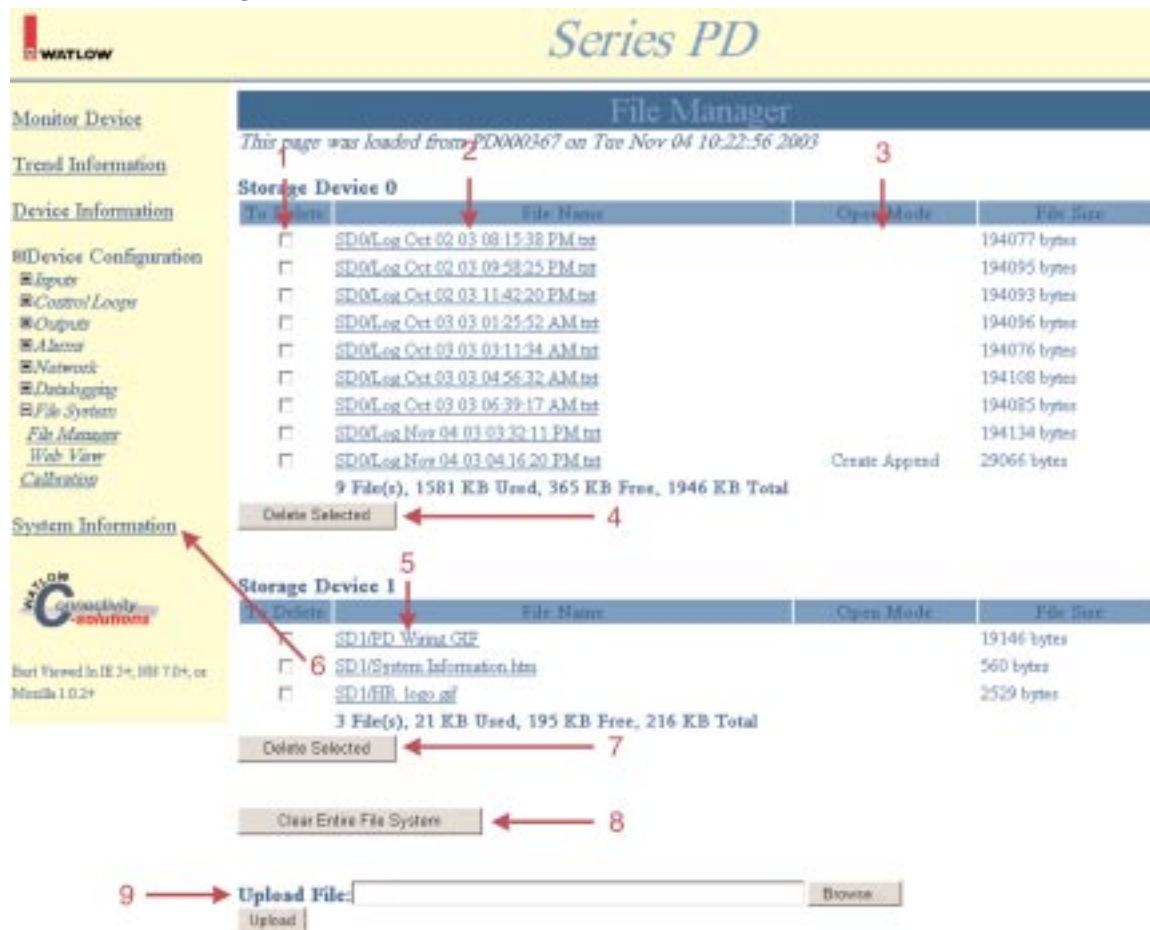 WATLOW
Series PD
Monitor Device
Trend Information
Device Information
Device Configuration
Inputs
Control Loops
Outputs
Alarms
Network
Datalogging
File System
File Manager
Web View
Calibration
System Information
WATLOW
Connectivity
-solutions
Best Viewed In IE 5+, NN 7.0+, or
Mozilla 1.0.2+
File Manager
This page was loaded from PD000367 on Tue Nov 04 10:22:56 2003
1
2
3
Storage Device 0
To Delete File Name Open Mode File Size
SD0/Log Oct 02 03 08:15:38 PM.txt 194077 bytes
SD0/Log Oct 02 03 09:58:25 PM.txt 194095 bytes
SD0/Log Oct 02 03 11:42:20 PM.txt 194093 bytes
SD0/Log Oct 03 03 01:25:52 AM.txt 194096 bytes
SD0/Log Oct 03 03 03:11:34 AM.txt 194076 bytes
SD0/Log Oct 03 03 04:56:32 AM.txt 194108 bytes
SD0/Log Oct 03 03 06:39:17 AM.txt 194085 bytes
SD0/Log Nov 04 03 03:32:11 PM.txt 194134 bytes
SD0/Log Nov 04 03 04:16:20 PM.txt Create Append 29066 bytes
9 File(s), 1581 KB Used, 365 KB Free, 1946 KB Total
Delete Selected 4
5
Storage Device 1
To Delete File Name Open Mode File Size
SD1/PD Wiring.GIF 19146 bytes
6 SD1/System Information.htm 560 bytes
SD1/HR_logo.gif 2529 bytes
3 File(s), 21 KB Used, 195 KB Free, 216 KB Total
Delete Selected 7
Clear Entire File System 8
9 Upload File: Browse...
Upload